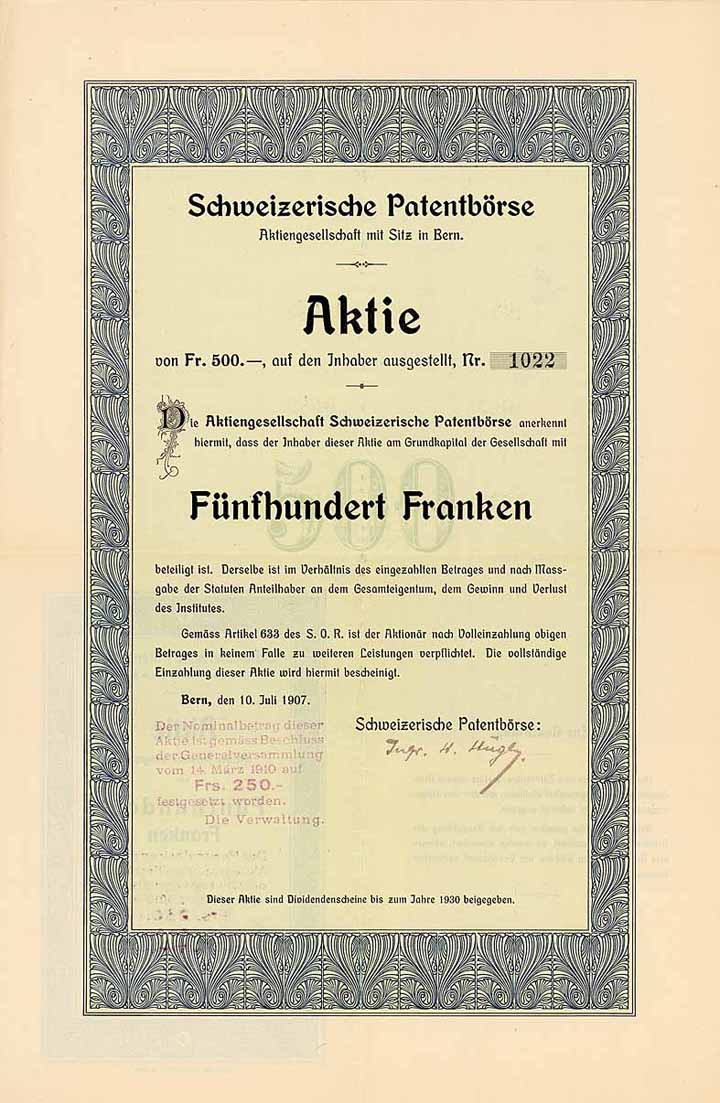 Schweizerische Patentbörse
Aktiengesellschaft mit Sitz in Bern.
Aktie
von Fr. 500.—, auf den Inhaber ausgestellt, Nr. 1022
Die Aktiengesellschaft Schweizerische Patentbörse anerkennt
hiermit, dass der Inhaber dieser Aktie am Grundkapital der Gesellschaft mit
500
Fünfhundert Franken
beteiligt ist. Derselbe ist im Verhältnis des eingezahlten Betrages und nach Mass-
gabe der Statuten Anteilhaber an dem Gesamteigentum, dem Gewinn und Verlust
des Institutes.
Gemäss Artikel 633 des S. O. R. ist der Aktionär nach Volleinzahlung obigen
Betrages in keinem Falle zu weiteren Leistungen verpflichtet. Die vollständige
Einzahlung dieser Aktie wird hiermit bescheinigt.
Bern, den 10. Juli 1907.
Der Nominalbetrag dieser
Aktie ist gemäss Beschluss
der Generalversammlung
vom 14. März 1910 auf
Frs. 250.-
festgesetzt worden.
Die Verwaltung.
Schweizerische Patentbörse:
Ingr. H. Hügly.
Dieser Aktie sind Dividendenscheine bis zum Jahre 1930 beigegeben.